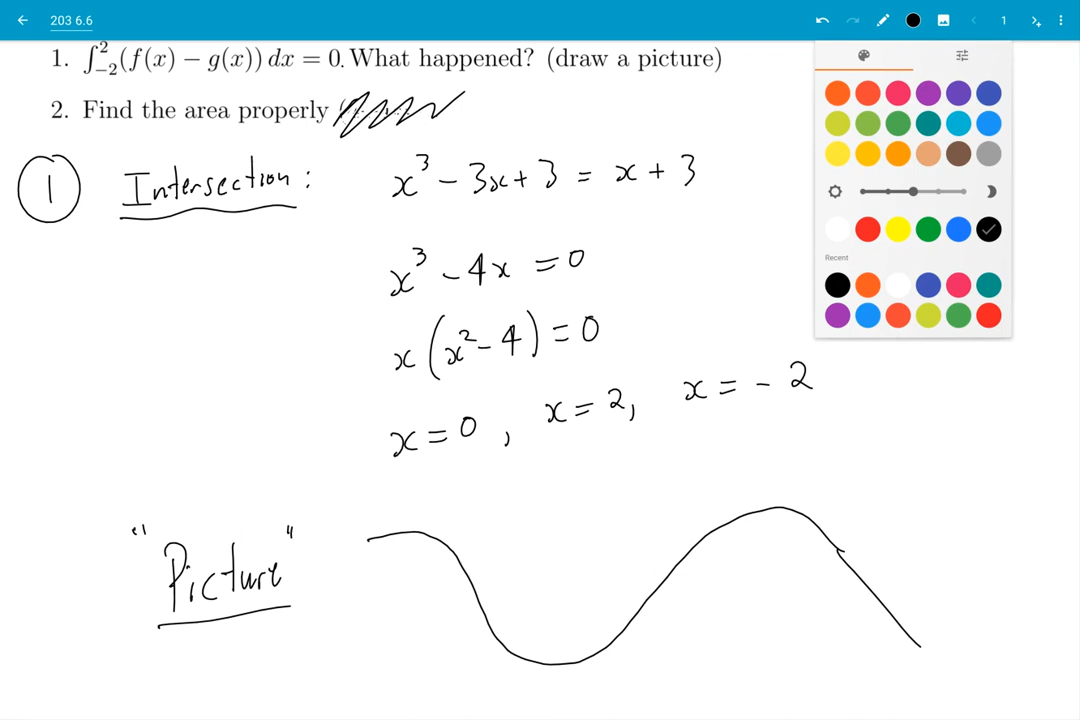 203 6.6
1
1. ∫_{-2}^{2} (f(x) − g(x)) dx = 0. What happened? (draw a picture)
2. Find the area properly
1 Intersection: x³ − 3x + 3 = x + 3
x³ − 4x = 0
x(x² − 4) = 0
x = 0, x = 2, x = − 2
"Picture"
Recent